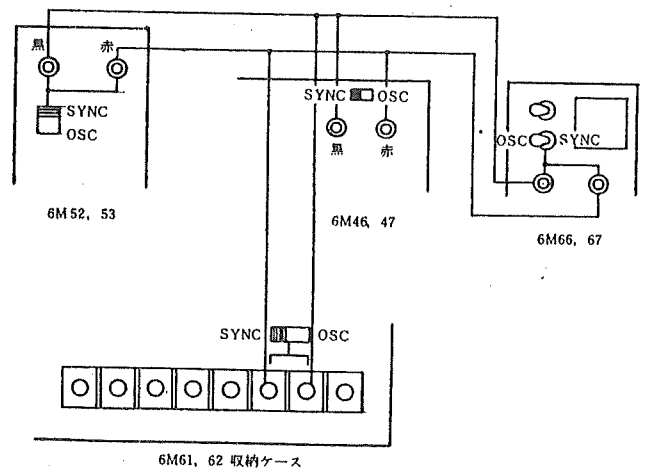 黒 赤
SYNC
OSC
6M52, 53
SYNC OSC
黒 赤
6M46, 47
OSC SYNC
6M66, 67
SYNC OSC
6M61, 62 収納ケース